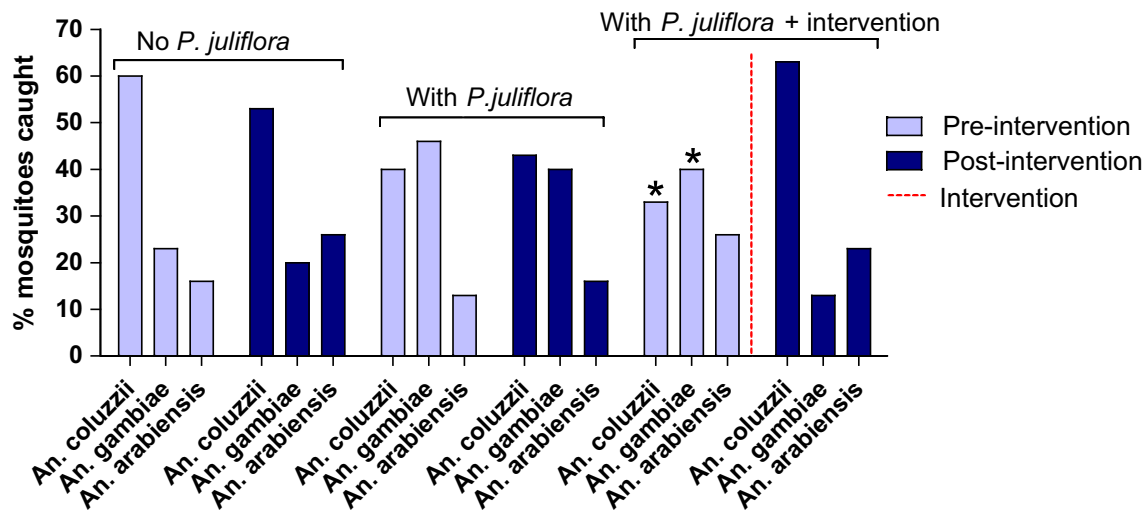 With P. juliflora + intervention
No P. juliflora
With P.juliflora
% mosquitoes caught
70
60
50
40
30
20
10
0
* *
Pre-intervention
Post-intervention
Intervention
An. coluzzii
An. gambiae
An. arabiensis
An. coluzzii
An. gambiae
An. arabiensis
An. coluzzii
An. gambiae
An. arabiensis
An. coluzzii
An. gambiae
An. arabiensis
An. coluzzii
An. gambiae
An. arabiensis
An. coluzzii
An. gambiae
An. arabiensis